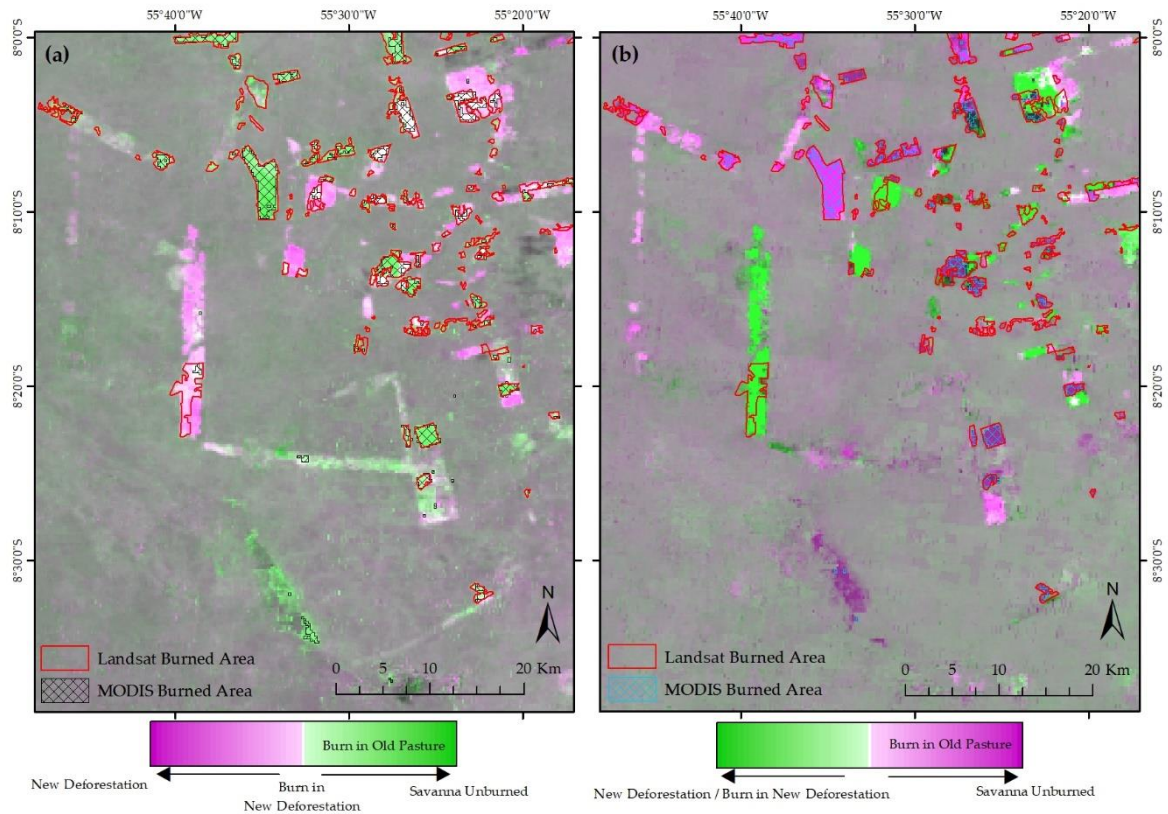 55°40'0"W 55°30'0"W 55°20'0"W
55°40'0"W 55°30'0"W 55°20'0"W
(a)
(b)
8°0'0"S
8°10'0"S
8°20'0"S
8°30'0"S
8°0'0"S
8°10'0"S
8°20'0"S
8°30'0"S
N
Landsat Burned Area
MODIS Burned Area
0 5 10 20 Km
N
Landsat Burned Area
MODIS Burned Area
0 5 10 20 Km
Burn in Old Pasture
New Deforestation
Burn in
New Deforestation
Savanna Unburned
Burn in Old Pasture
New Deforestation / Burn in New Deforestation
Savanna Unburned